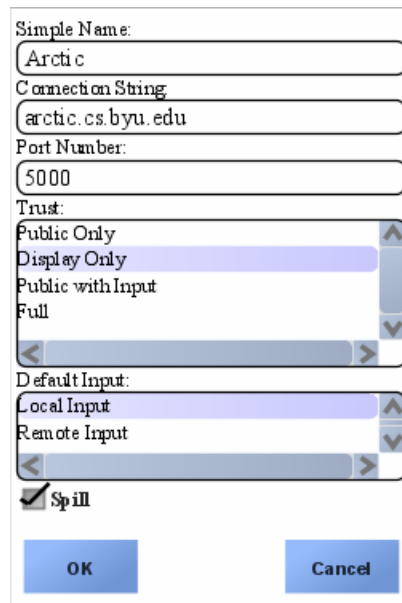 Simple Name:
Arctic
Connection String:
arctic.cs.byu.edu
Port Number:
5000
Trust:
Public Only
Display Only
Public with Input
Full
Default Input:
Local Input
Remote Input
Spill
OK Cancel